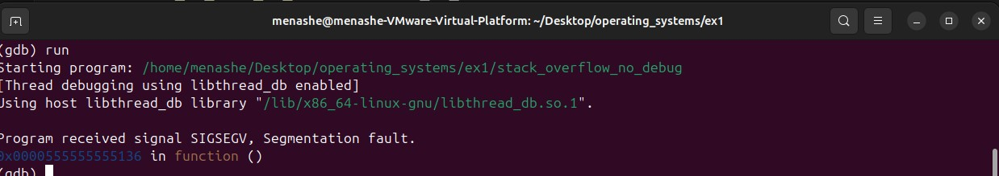 menashe@menashe-VMware-Virtual-Platform: ~/Desktop/operating_systems/ex1
(gdb) run
Starting program: /home/menashe/Desktop/operating_systems/ex1/stack_overflow_no_debug
[Thread debugging using libthread_db enabled]
Using host libthread_db library "/lib/x86_64-linux-gnu/libthread_db.so.1".
Program received signal SIGSEGV, Segmentation fault.
0x0000555555555136 in function ()
(gdb)